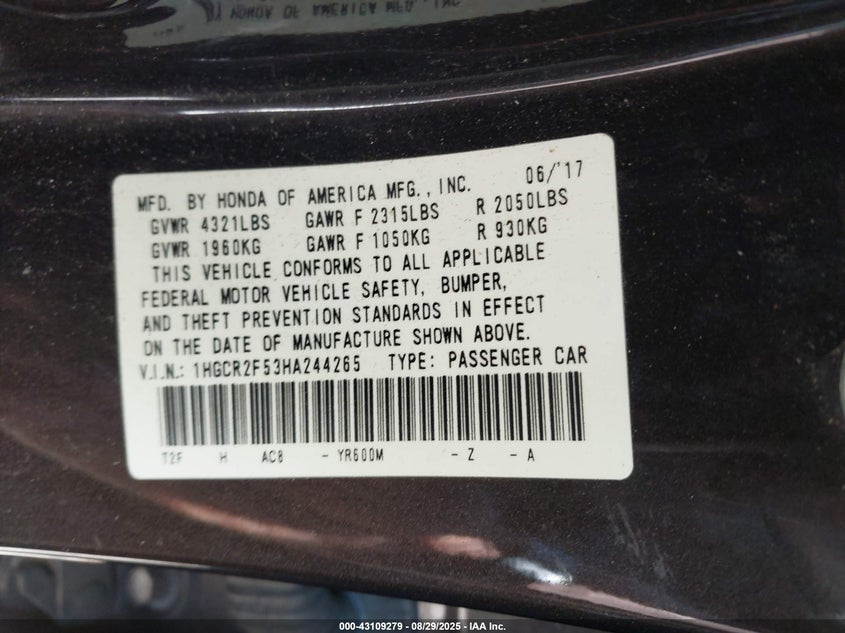 MFD. BY HONDA OF AMERICA MFG., INC. 06/'17
GVWR 4321LBS GAWR F 2315LBS R 2050LBS
GVWR 1960KG GAWR F 1050KG R 930KG
THIS VEHICLE CONFORMS TO ALL APPLICABLE
FEDERAL MOTOR VEHICLE SAFETY, BUMPER,
AND THEFT PREVENTION STANDARDS IN EFFECT
ON THE DATE OF MANUFACTURE SHOWN ABOVE.
V.I.N.: 1HGCR2F53HA244265 TYPE: PASSENGER CAR
T2F H AC8 - YR600M - Z - A
000-43109279 - 08/29/2025 - IAA Inc.